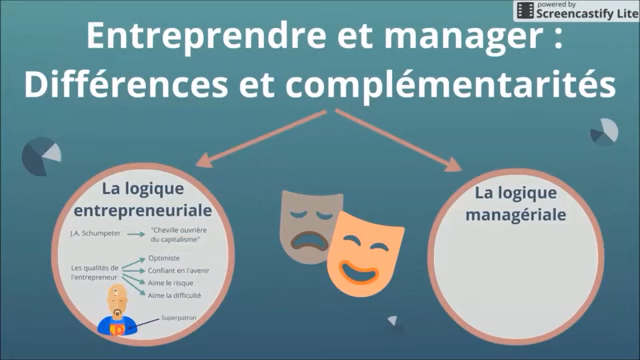 powered by
Screencastify Lite
Entreprendre et manager :
Différences et complémentarités
La logique
entrepreneuriale
J.A. Schumpeter
"Cheville ouvrière
du capitalisme"
Les qualités de
l'entrepreneur
Optimiste
Confiant en l'avenir
Aime le risque
Aime la difficulté
Superpatron
La logique
managériale